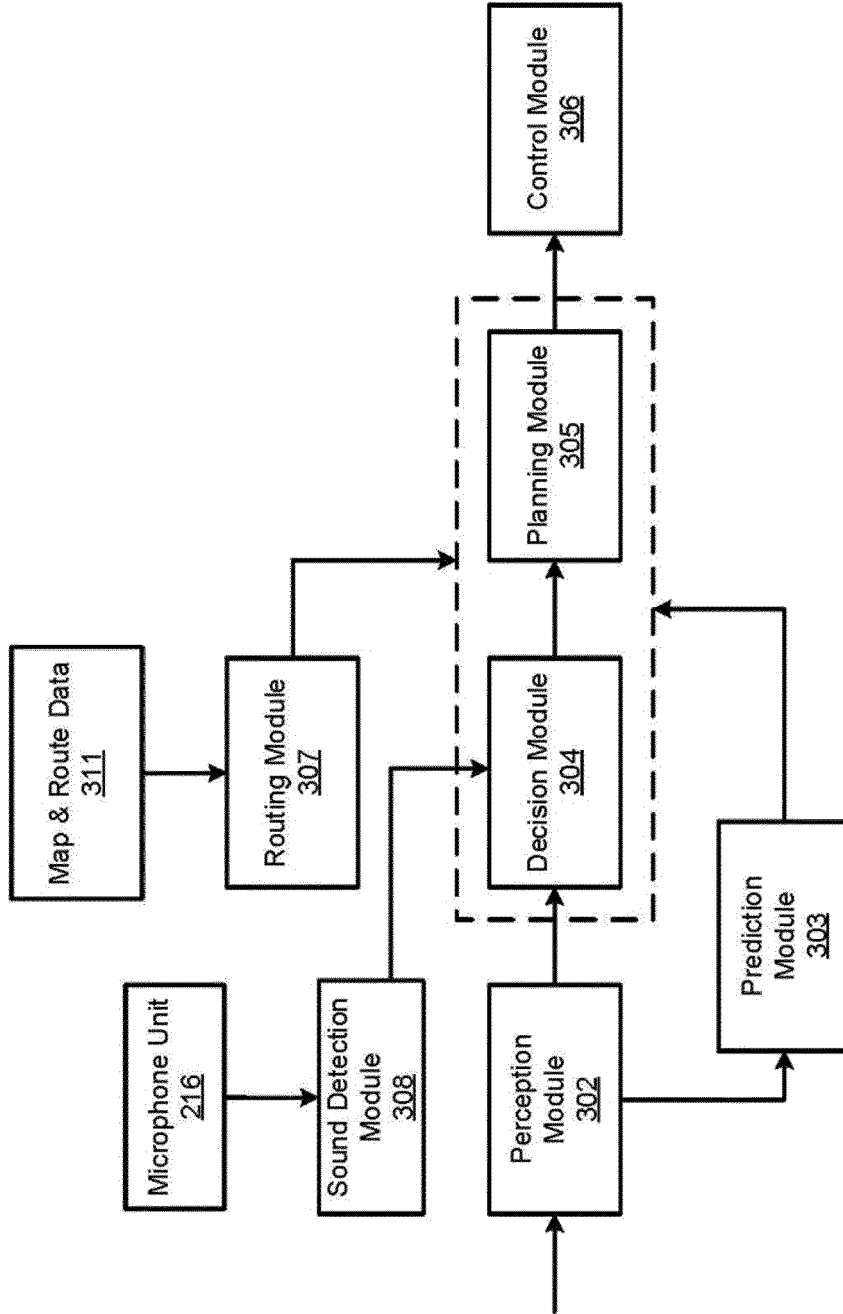 Map & Route Data
311
Microphone Unit
216
Routing Module
307
Sound Detection
Module
308
Perception
Module
302
Decision Module
304
Planning Module
305
Control Module
306
Prediction
Module
303